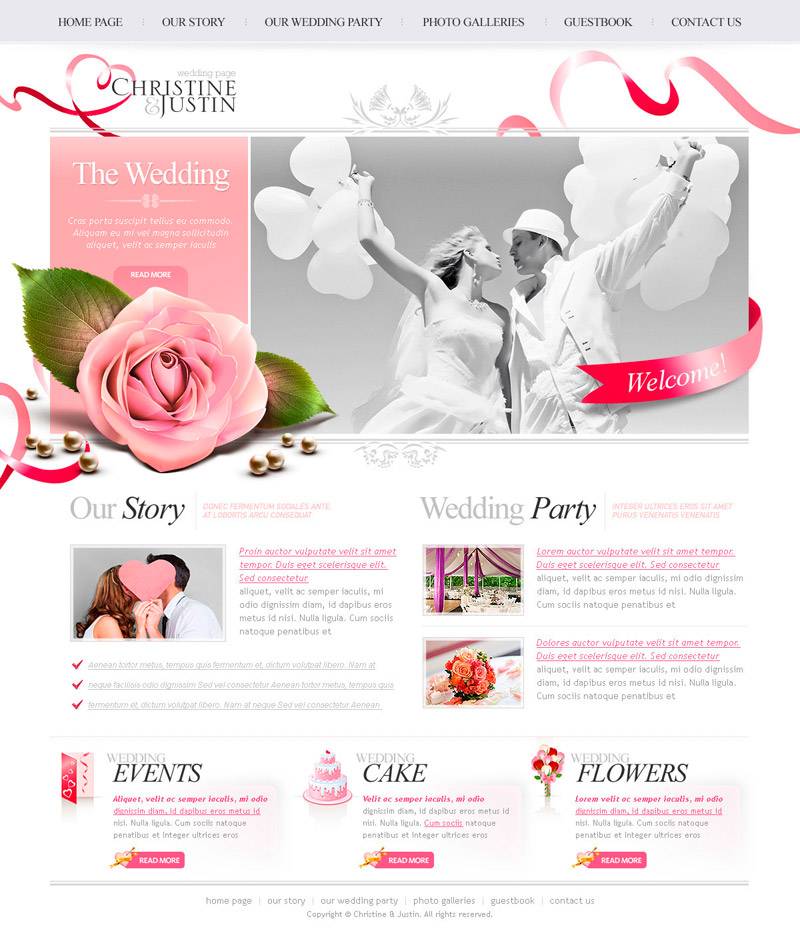 HOME PAGE OUR STORY OUR WEDDING PARTY PHOTO GALLERIES GUESTBOOK CONTACT US
wedding page
CHRISTINE
& JUSTIN
The Wedding
Cras porta suscipit tellus eu commodo.
Aliquam eu mi vel magna sollicitudin
aliquet, velit ac semper iaculis
READ MORE
Welcome!
Our Story
DONEC FERMENTUM SODALES ANTE,
AT LOBORTIS ARCU CONSEQUAT
Proin auctor vulputate velit sit amet
tempor. Duis eget scelerisque elit.
Sed consectetur
aliquet, velit ac semper iaculis, mi
odio dignissim diam, id dapibus eros
metus id nisi. Nulla ligula. Cum sociis
natoque penatibus et
Aenean tortor metus, tempus quis fermentum et, dictum volutpat libero. Nam at
neque facilisis odio dignissim Sed vel consectetur Aenean tortor metus, tempus quis
fermentum et, dictum volutpat libero. Nam at neque Sed vel consectetur Aenean
Wedding Party
INTEGER ULTRICES EROS SIT AMET
PURUS VENENATIS VENENATIS
Lorem auctor vulputate velit sit amet tempor.
Duis eget scelerisque elit. Sed consectetur
aliquet, velit ac semper iaculis, mi odio dignissim
diam, id dapibus eros metus id nisi. Nulla ligula.
Cum sociis natoque penatibus et
Dolores auctor vulputate velit sit amet tempor.
Duis eget scelerisque elit. Sed consectetur
aliquet, velit ac semper iaculis, mi odio dignissim
diam, id dapibus eros metus id nisi. Nulla ligula.
Cum sociis natoque penatibus et
WEDDING
EVENTS
Aliquet, velit ac semper iaculis, mi odio
dignissim diam, id dapibus eros metus id
nisi. Nulla ligula. Cum sociis natoque
penatibus et Integer ultrices eros
READ MORE
WEDDING
CAKE
Velit ac semper iaculis, mi odio
dignissim diam, id dapibus eros metus id
nisi. Nulla ligula. Cum sociis natoque
penatibus et Integer ultrices eros
READ MORE
WEDDING
FLOWERS
Lorem velit ac semper iaculis, mi odio
dignissim diam, id dapibus eros metus id
nisi. Nulla ligula. Cum sociis natoque
penatibus et Integer ultrices eros
READ MORE
home page | our story | our wedding party | photo galleries | guestbook | contact us
Copyright © Christine & Justin. All rights reserved.